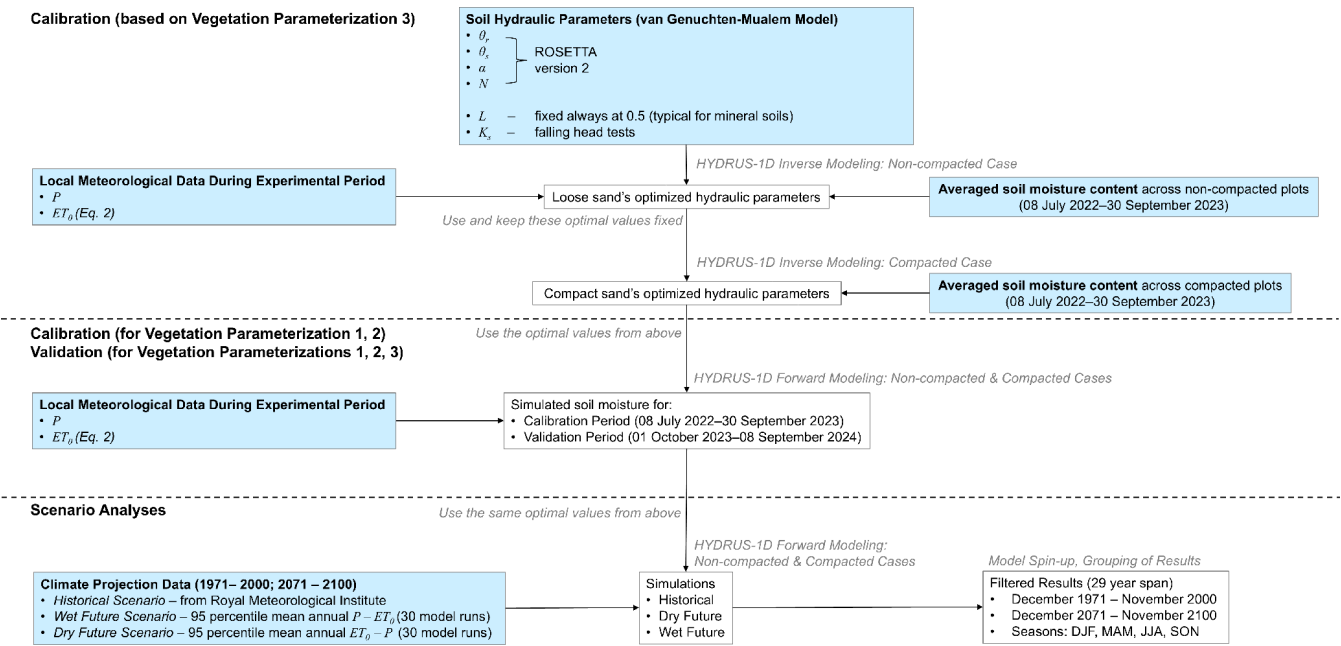 Calibration (based on Vegetation Parameterization 3)
Soil Hydraulic Parameters (van Genuchten-Mualem Model)
• θr
• θs
• α
• N
ROSETTA
version 2
• L – fixed always at 0.5 (typical for mineral soils)
• Ks – falling head tests
HYDRUS-1D Inverse Modeling: Non-compacted Case
Local Meteorological Data During Experimental Period
• P
• ET0 (Eq. 2)
Loose sand's optimized hydraulic parameters
Averaged soil moisture content across non-compacted plots
(08 July 2022–30 September 2023)
Use and keep these optimal values fixed
HYDRUS-1D Inverse Modeling: Compacted Case
Compact sand's optimized hydraulic parameters
Averaged soil moisture content across compacted plots
(08 July 2022–30 September 2023)
Calibration (for Vegetation Parameterization 1, 2)
Validation (for Vegetation Parameterizations 1, 2, 3)
Use the optimal values from above
HYDRUS-1D Forward Modeling: Non-compacted & Compacted Cases
Local Meteorological Data During Experimental Period
• P
• ET0 (Eq. 2)
Simulated soil moisture for:
• Calibration Period (08 July 2022–30 September 2023)
• Validation Period (01 October 2023–08 September 2024)
Scenario Analyses
Use the same optimal values from above
HYDRUS-1D Forward Modeling:
Non-compacted & Compacted Cases
Climate Projection Data (1971– 2000; 2071 – 2100)
• Historical Scenario – from Royal Meteorological Institute
• Wet Future Scenario – 95 percentile mean annual P – ET0 (30 model runs)
• Dry Future Scenario – 95 percentile mean annual ET0 – P (30 model runs)
Simulations
• Historical
• Dry Future
• Wet Future
Model Spin-up, Grouping of Results
Filtered Results (29 year span)
• December 1971 – November 2000
• December 2071 – November 2100
• Seasons: DJF, MAM, JJA, SON